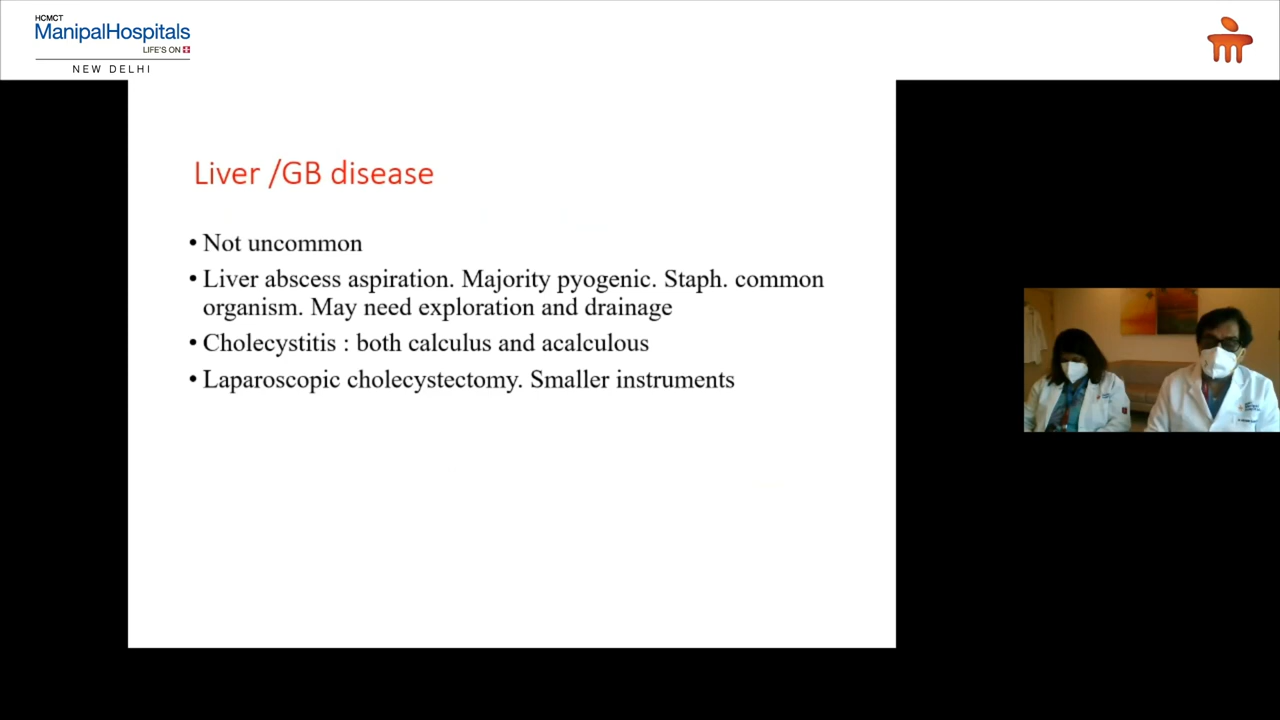 HCMCT
ManipalHospitals
LIFE'S ON
NEW DELHI
Liver /GB disease
• Not uncommon
• Liver abscess aspiration. Majority pyogenic. Staph. common
organism. May need exploration and drainage
• Cholecystitis : both calculus and acalculous
• Laparoscopic cholecystectomy. Smaller instruments